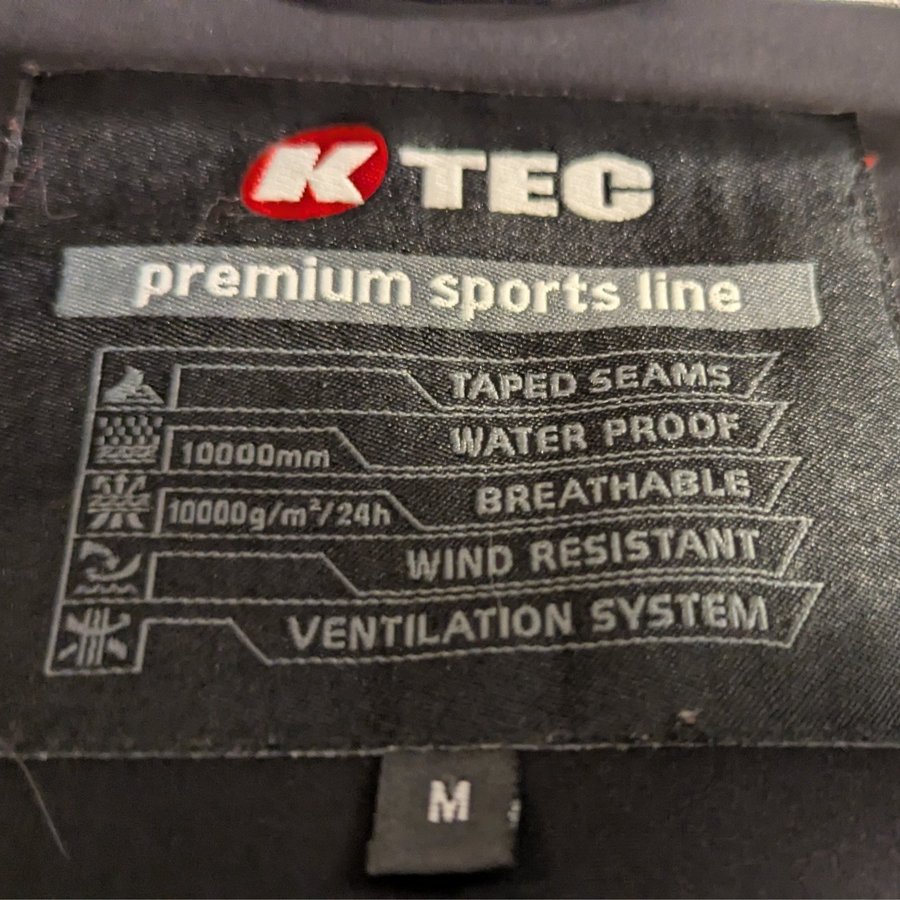 K TEC
premium sports line
TAPED SEAMS
10000mm WATER PROOF
10000g/m²/24h BREATHABLE
WIND RESISTANT
VENTILATION SYSTEM
M